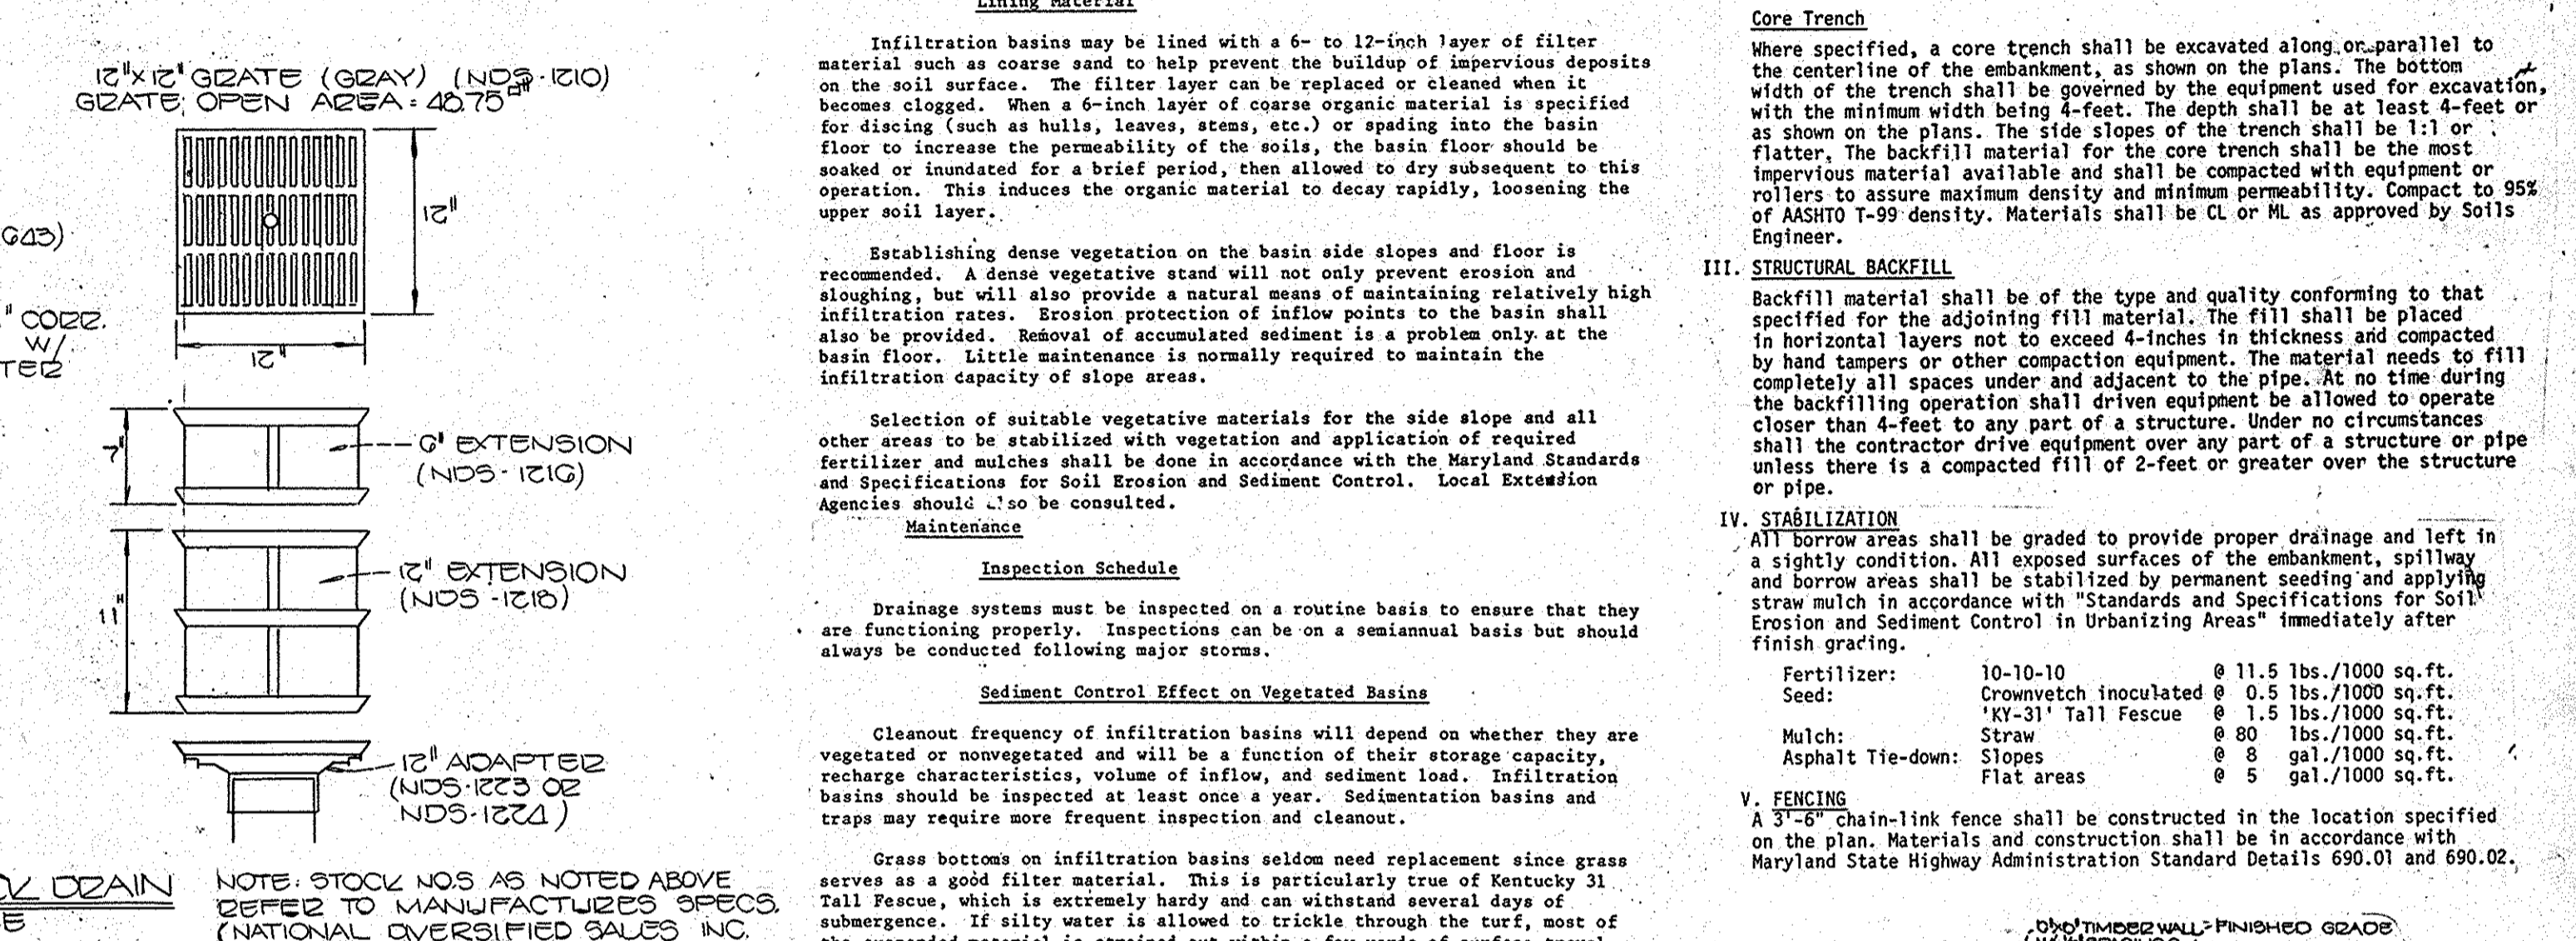 12"X12" GRATE (GRAY) (NDS-1210)
GRATE OPEN AREA = 48.75
12"
12"
" CORR.
W/
7"
6" EXTENSION
(NDS-1216)
12" EXTENSION
(NDS-1218)
11"
12" ADAPTER
(NDS-1223 OR
NDS-1224)
DRAIN
NOTE: STOCK NO.S AS NOTED ABOVE
REFER TO MANUFACTURES SPECS.
(NATIONAL DIVERSIFIED SALES INC.
Lining Material
Infiltration basins may be lined with a 6- to 12-inch layer of filter
material such as coarse sand to help prevent the buildup of impervious deposits
on the soil surface. The filter layer can be replaced or cleaned when it
becomes clogged. When a 6-inch layer of coarse organic material is specified
for discing (such as hulls, leaves, stems, etc.) or spading into the basin
floor to increase the permeability of the soils, the basin floor should be
soaked or inundated for a brief period, then allowed to dry subsequent to this
operation. This induces the organic material to decay rapidly, loosening the
upper soil layer.
Establishing dense vegetation on the basin side slopes and floor is
recommended. A dense vegetative stand will not only prevent erosion and
sloughing, but will also provide a natural means of maintaining relatively high
infiltration rates. Erosion protection of inflow points to the basin shall
also be provided. Removal of accumulated sediment is a problem only at the
basin floor. Little maintenance is normally required to maintain the
infiltration capacity of slope areas.
Selection of suitable vegetative materials for the side slope and all
other areas to be stabilized with vegetation and application of required
fertilizer and mulches shall be done in accordance with the Maryland Standards
and Specifications for Soil Erosion and Sediment Control. Local Extension
Agencies should also be consulted.
Maintenance
Inspection Schedule
Drainage systems must be inspected on a routine basis to ensure that they
are functioning properly. Inspections can be on a semiannual basis but should
always be conducted following major storms.
Sediment Control Effect on Vegetated Basins
Cleanout frequency of infiltration basins will depend on whether they are
vegetated or nonvegetated and will be a function of their storage capacity,
recharge characteristics, volume of inflow, and sediment load. Infiltration
basins should be inspected at least once a year. Sedimentation basins and
traps may require more frequent inspection and cleanout.
Grass bottoms on infiltration basins seldom need replacement since grass
serves as a good filter material. This is particularly true of Kentucky 31
Tall Fescue, which is extremely hardy and can withstand several days of
submergence. If silty water is allowed to trickle through the turf, most of
the suspended material is strained out within a few yards of surface travel
Core Trench
Where specified, a core trench shall be excavated along or parallel to
the centerline of the embankment, as shown on the plans. The bottom
width of the trench shall be governed by the equipment used for excavation,
with the minimum width being 4-feet. The depth shall be at least 4-feet or
as shown on the plans. The side slopes of the trench shall be 1:1 or
flatter. The backfill material for the core trench shall be the most
impervious material available and shall be compacted with equipment or
rollers to assure maximum density and minimum permeability. Compact to 95%
of AASHTO T-99 density. Materials shall be CL or ML as approved by Soils
Engineer.
III. STRUCTURAL BACKFILL
Backfill material shall be of the type and quality conforming to that
specified for the adjoining fill material. The fill shall be placed
in horizontal layers not to exceed 4-inches in thickness and compacted
by hand tampers or other compaction equipment. The material needs to fill
completely all spaces under and adjacent to the pipe. At no time during
the backfilling operation shall driven equipment be allowed to operate
closer than 4-feet to any part of a structure. Under no circumstances
shall the contractor drive equipment over any part of a structure or pipe
unless there is a compacted fill of 2-feet or greater over the structure
or pipe.
IV. STABILIZATION
All borrow areas shall be graded to provide proper drainage and left in
a sightly condition. All exposed surfaces of the embankment, spillway
and borrow areas shall be stabilized by permanent seeding and applying
straw mulch in accordance with "Standards and Specifications for Soil
Erosion and Sediment Control in Urbanizing Areas" immediately after
finish grading.
Fertilizer: 10-10-10 @ 11.5 lbs./1000 sq.ft.
Seed: Crownvetch inoculated @ 0.5 lbs./1000 sq.ft.
'KY-31' Tall Fescue @ 1.5 lbs./1000 sq.ft.
Mulch: Straw @ 80 lbs./1000 sq.ft.
Asphalt Tie-down: Slopes @ 8 gal./1000 sq.ft.
Flat areas @ 5 gal./1000 sq.ft.
V. FENCING
A 3'-6" chain-link fence shall be constructed in the location specified
on the plan. Materials and construction shall be in accordance with
Maryland State Highway Administration Standard Details 690.01 and 690.02.
TIMBER WALL-FINISHED GRADE